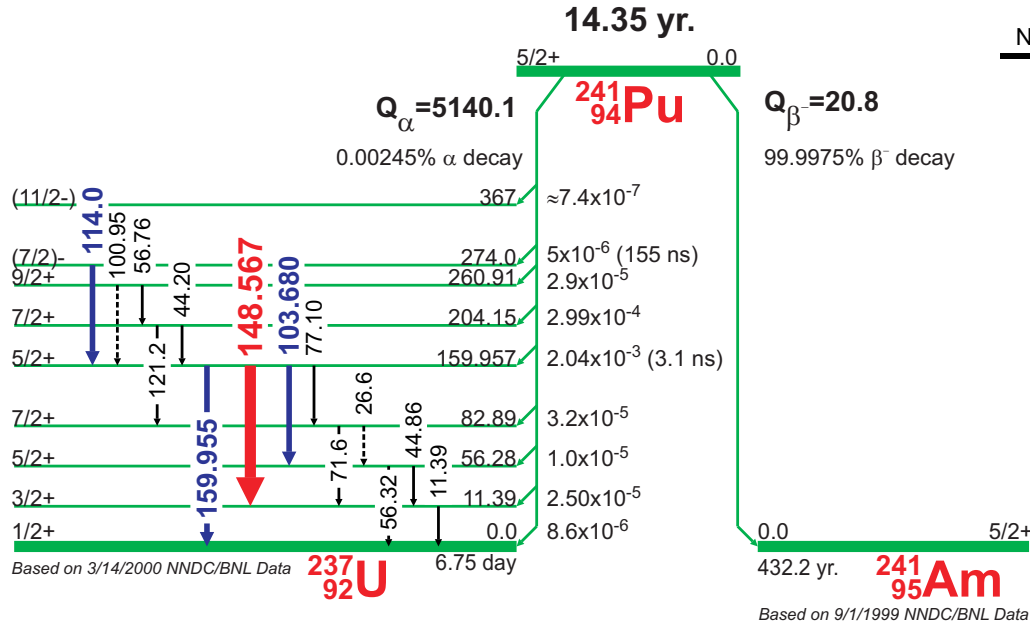 14.35 yr.
N
5/2+ 0.0
241
94Pu
Qα=5140.1
Qβ-=20.8
0.00245% α decay
99.9975% β- decay
(11/2-) 367 ≈7.4x10-7
114.0
100.95
56.76
(7/2)- 274.0 5x10-6 (155 ns)
9/2+ 260.91 2.9x10-5
44.20
148.567
103.680
77.10
7/2+ 204.15 2.99x10-4
5/2+ 159.957 2.04x10-3 (3.1 ns)
121.2
26.6
7/2+ 82.89 3.2x10-5
159.955
71.6
44.86
11.39
5/2+ 56.28 1.0x10-5
56.32
3/2+ 11.39 2.50x10-5
1/2+ 0.0 8.6x10-6
0.0 5/2+
Based on 3/14/2000 NNDC/BNL Data
237
92U
6.75 day
432.2 yr.
241
95Am
Based on 9/1/1999 NNDC/BNL Data